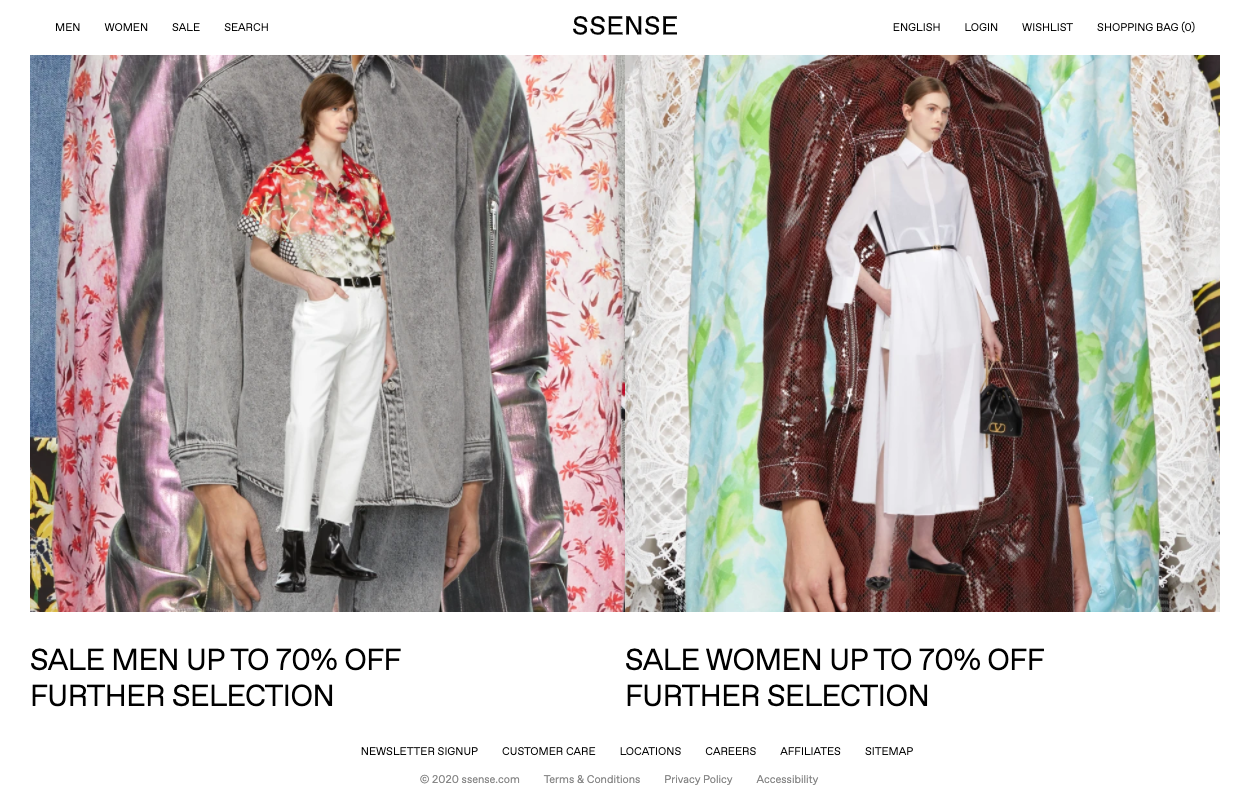 MEN WOMEN SALE SEARCH SSENSE ENGLISH LOGIN WISHLIST SHOPPING BAG (0)
SALE MEN UP TO 70% OFF
FURTHER SELECTION
SALE WOMEN UP TO 70% OFF
FURTHER SELECTION
NEWSLETTER SIGNUP CUSTOMER CARE LOCATIONS CAREERS AFFILIATES SITEMAP
© 2020 ssense.com Terms & Conditions Privacy Policy Accessibility